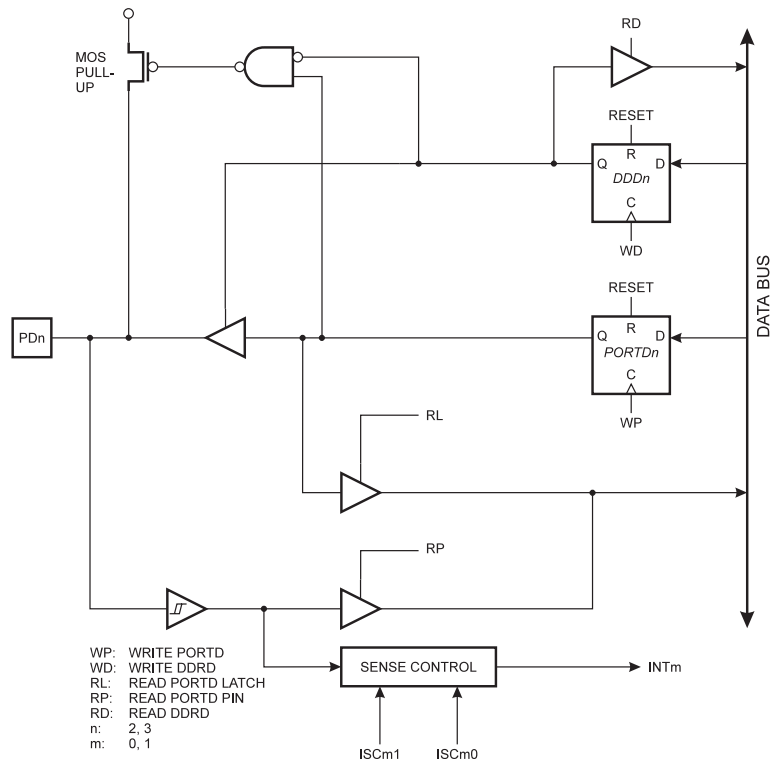 RD
MOS
PULL-
UP
RESET
R
Q
D
DDDn
C
WD
RESET
DATA BUS
R
PDn
Q
D
PORTDn
C
WP
RL
RP
WP: WRITE PORTD
WD: WRITE DDRD
RL: READ PORTD LATCH
RP: READ PORTD PIN
RD: READ DDRD
n: 2, 3
m: 0, 1
SENSE CONTROL
INTm
ISCm1
ISCm0